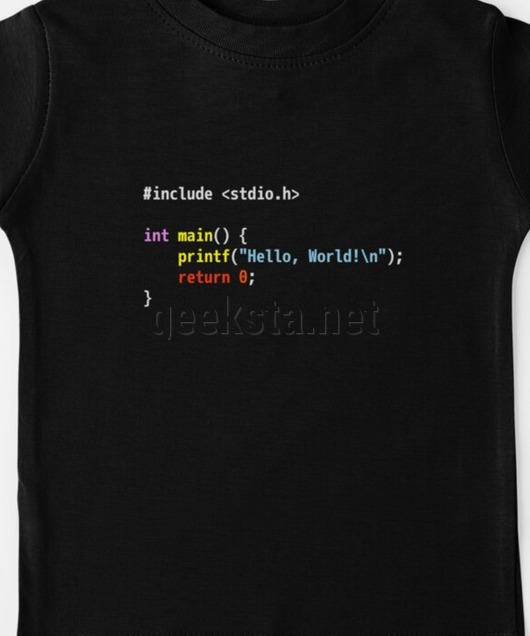 #include <stdio.h>

int main() {
    printf("Hello, World!\n");
    return 0;
}
geeksta.net